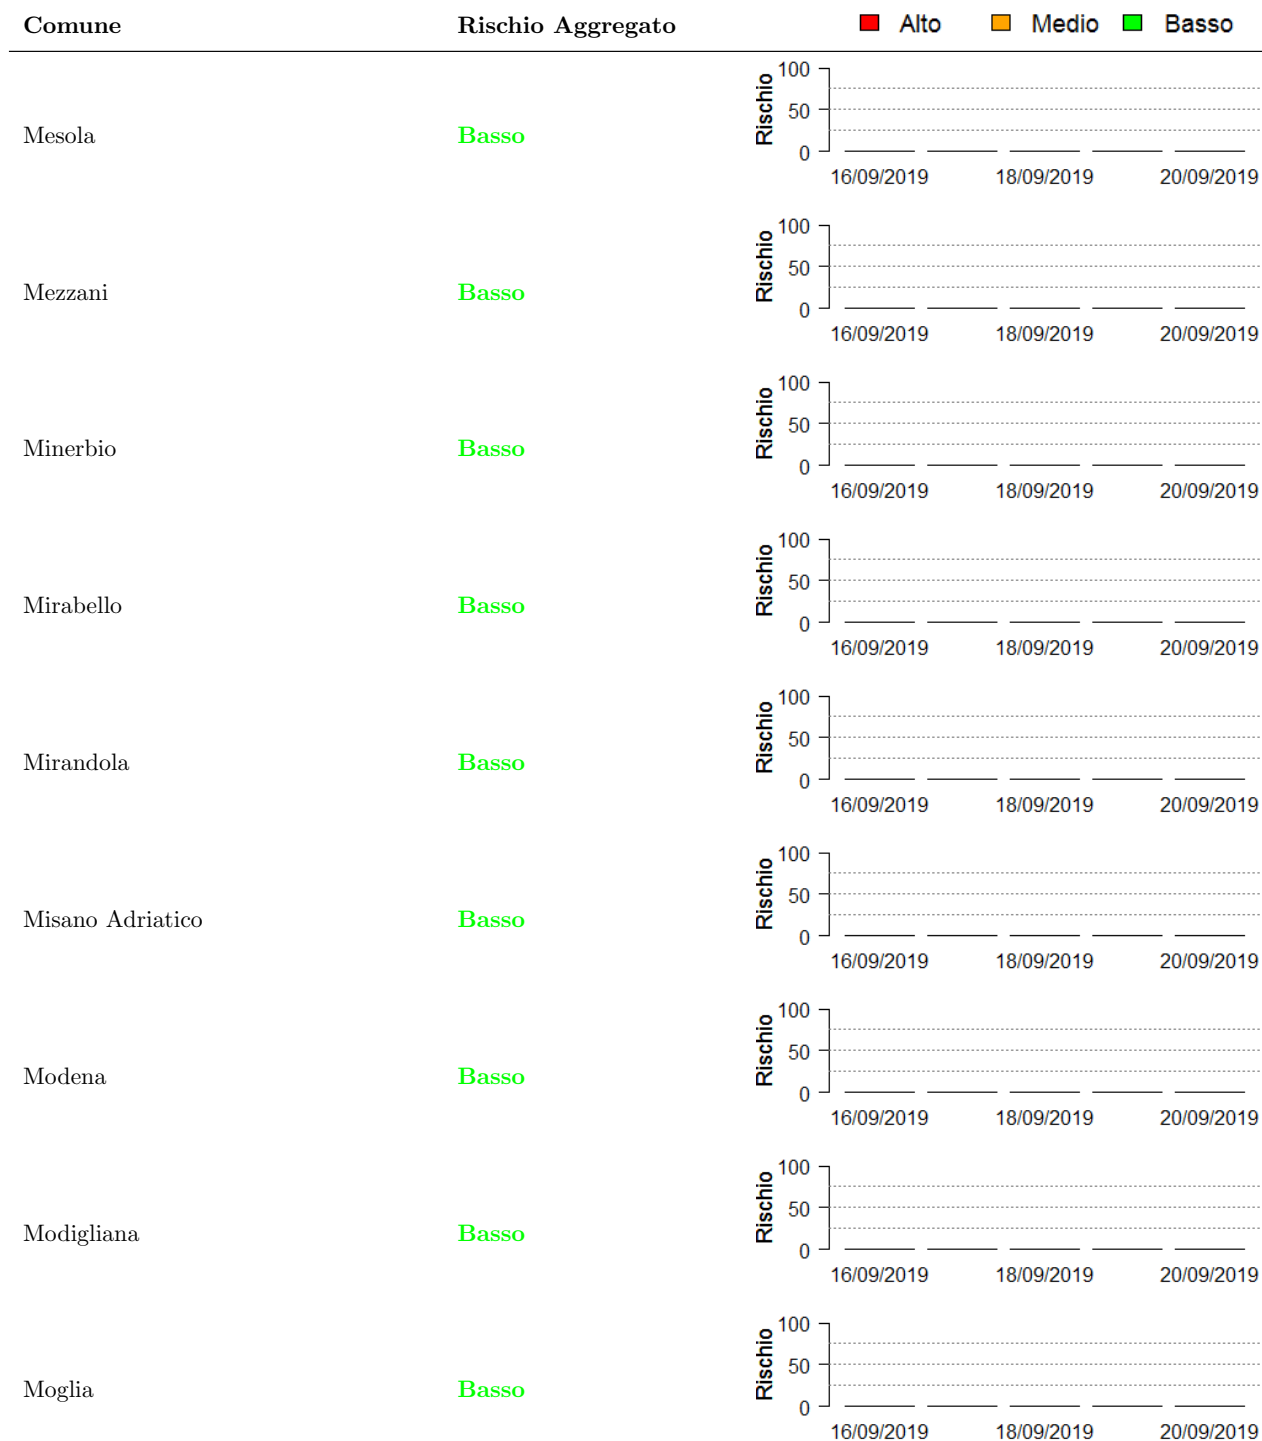 Comune Rischio Aggregato Alto Medio Basso
100
50
0
Rischio
Mesola Basso
16/09/2019 18/09/2019 20/09/2019
100
50
0
Rischio
Mezzani Basso
16/09/2019 18/09/2019 20/09/2019
100
50
0
Rischio
Minerbio Basso
16/09/2019 18/09/2019 20/09/2019
100
50
0
Rischio
Mirabello Basso
16/09/2019 18/09/2019 20/09/2019
100
50
0
Rischio
Mirandola Basso
16/09/2019 18/09/2019 20/09/2019
100
50
0
Rischio
Misano Adriatico Basso
16/09/2019 18/09/2019 20/09/2019
100
50
0
Rischio
Modena Basso
16/09/2019 18/09/2019 20/09/2019
100
50
0
Rischio
Modigliana Basso
16/09/2019 18/09/2019 20/09/2019
100
50
0
Rischio
Moglia Basso
16/09/2019 18/09/2019 20/09/2019